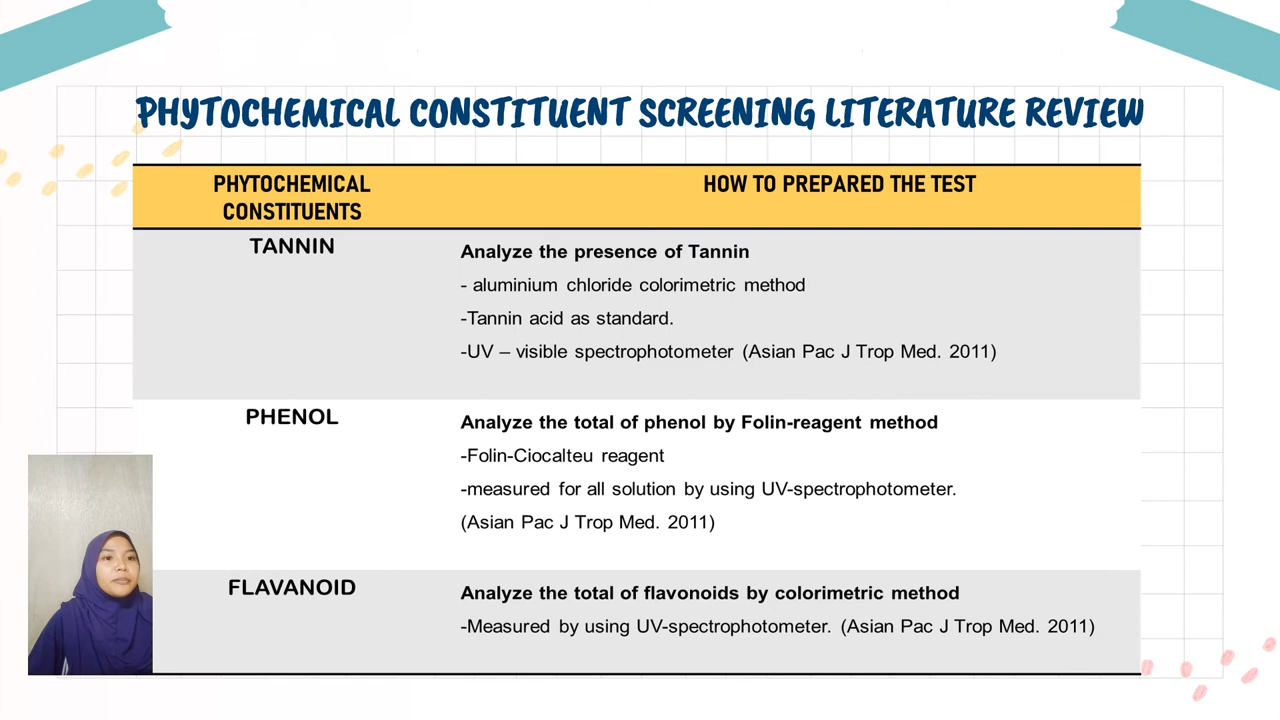 PHYTOCHEMICAL CONSTITUENT SCREENING LITERATURE REVIEW
PHYTOCHEMICAL
CONSTITUENTS
HOW TO PREPARED THE TEST
TANNIN
Analyze the presence of Tannin
- aluminium chloride colorimetric method
-Tannin acid as standard.
-UV – visible spectrophotometer (Asian Pac J Trop Med. 2011)
PHENOL
Analyze the total of phenol by Folin-reagent method
-Folin-Ciocalteu reagent
-measured for all solution by using UV-spectrophotometer.
(Asian Pac J Trop Med. 2011)
FLAVANOID
Analyze the total of flavonoids by colorimetric method
-Measured by using UV-spectrophotometer. (Asian Pac J Trop Med. 2011)